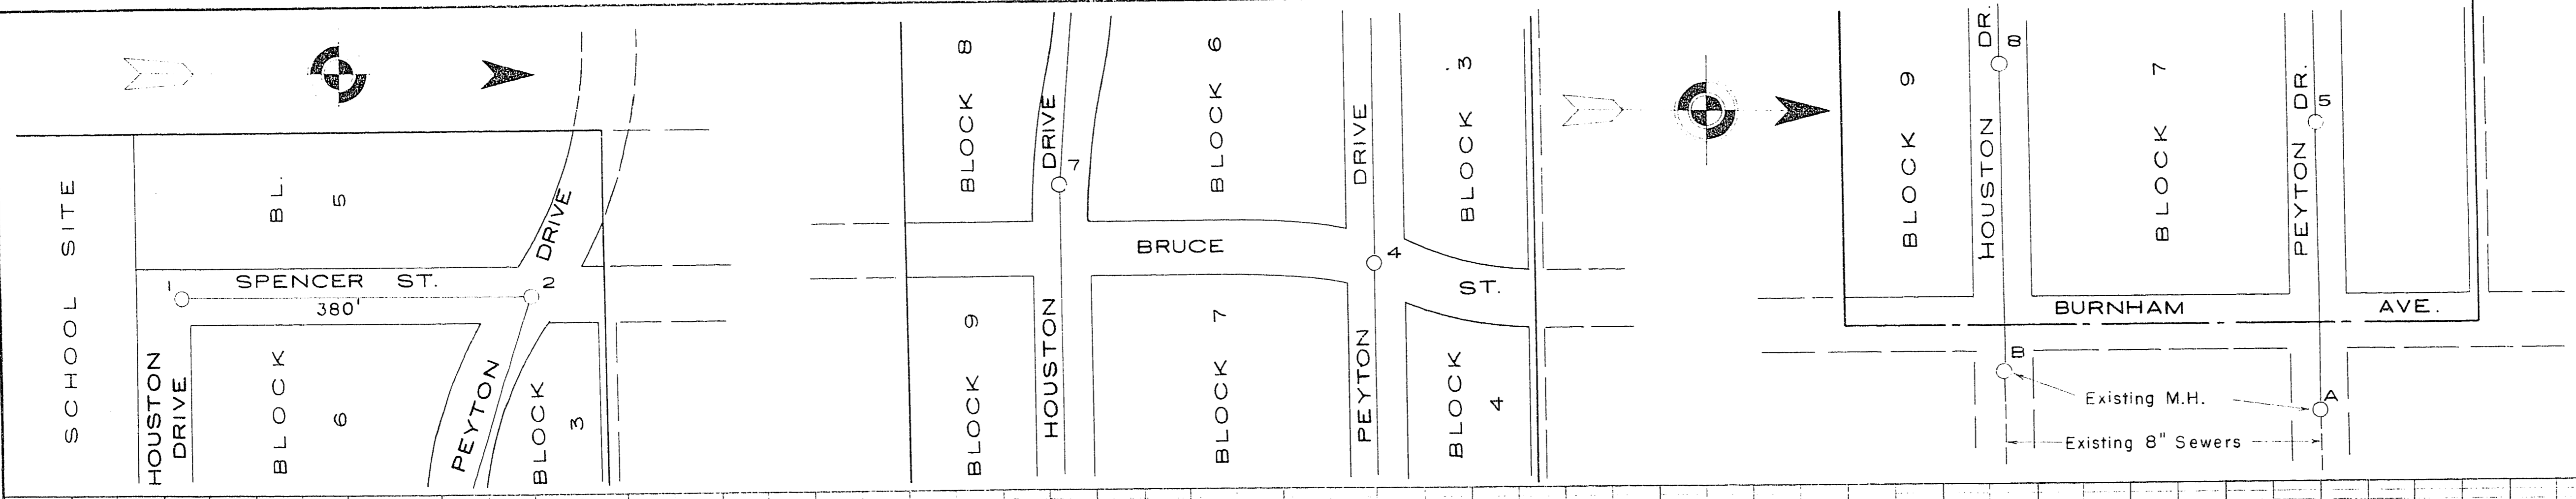 SCHOOL SITE
BL. 5
DRIVE
SPENCER ST.
1
2
380'
HOUSTON
DRIVE
BLOCK 6
PEYTON
BLOCK 3
BLOCK 8
DRIVE
7
BLOCK 6
DRIVE
BLOCK 3
BRUCE
4
ST.
BLOCK 9
HOUSTON
BLOCK 7
PEYTON
BLOCK 4
BLOCK 9
HOUSTON DR.
8
BLOCK 7
PEYTON DR.
5
BURNHAM AVE.
B
A
Existing M.H.
Existing 8" Sewers